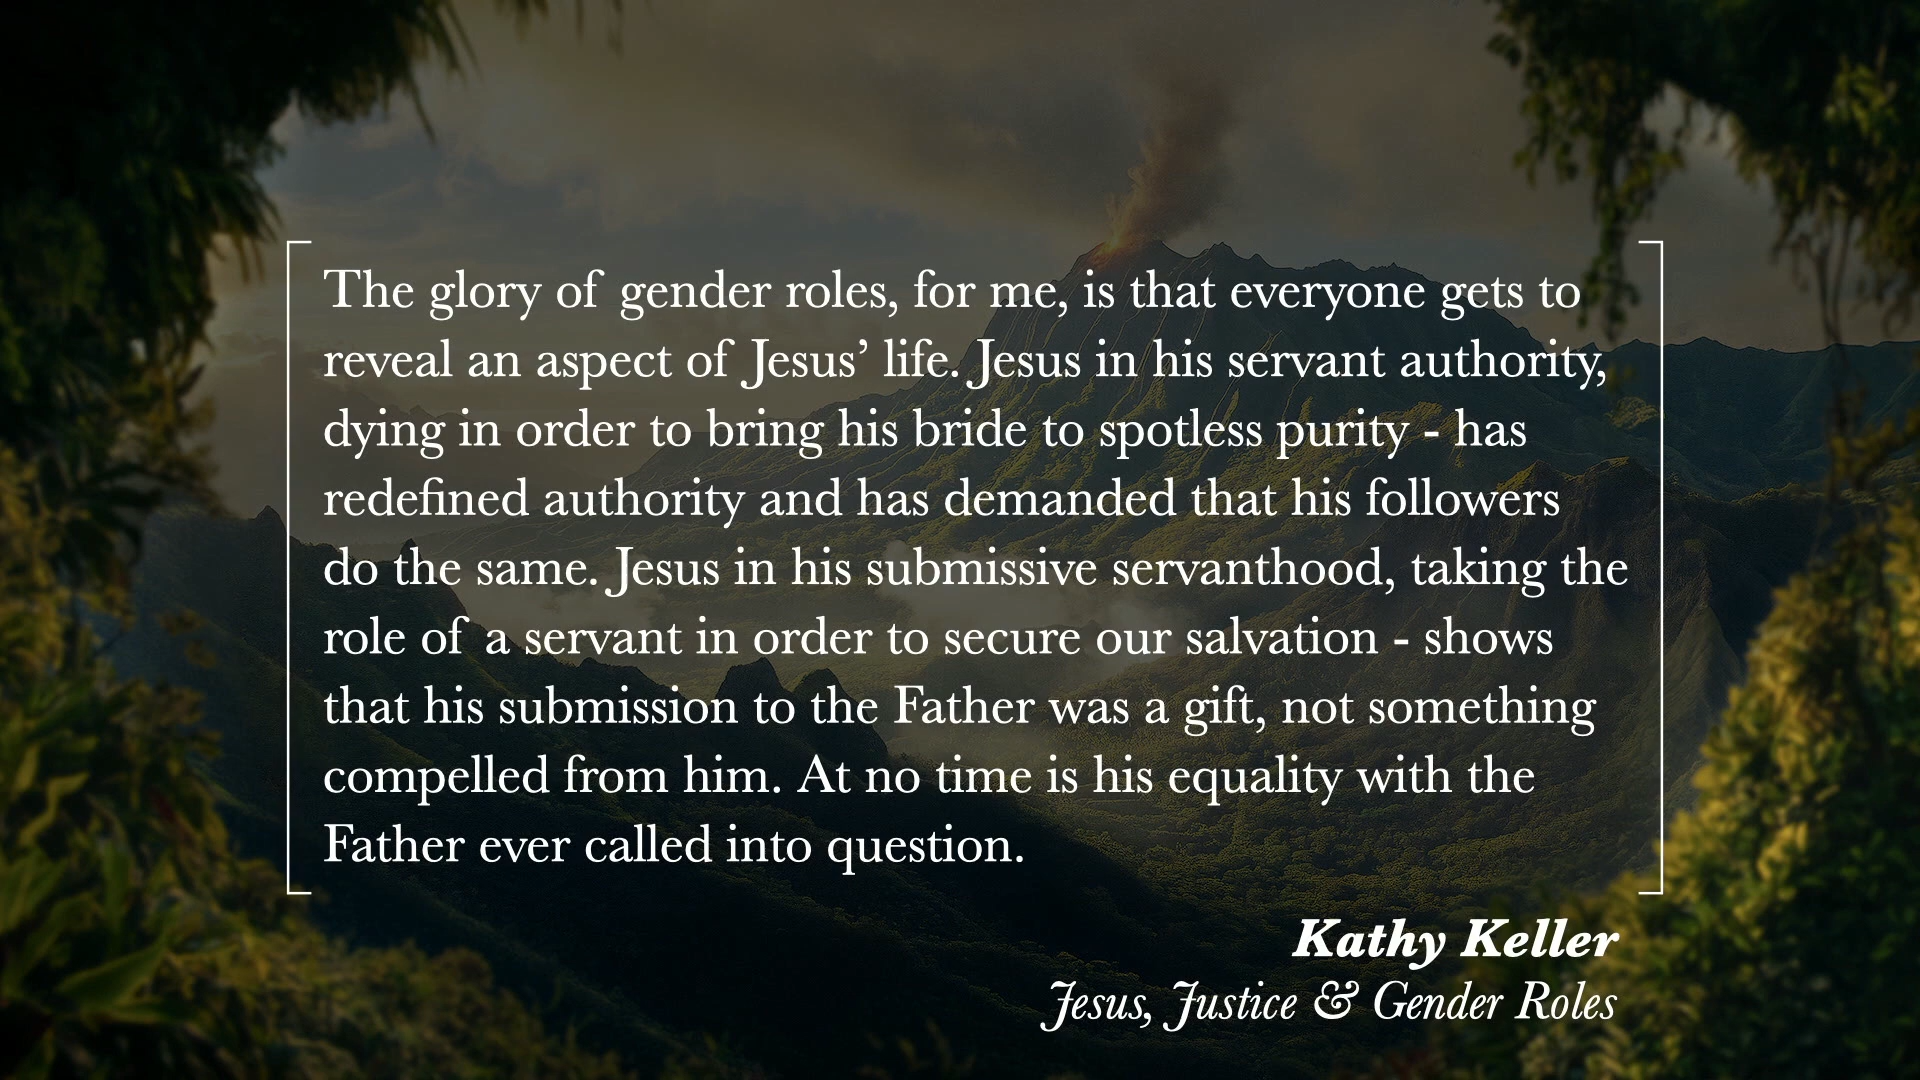 The glory of gender roles, for me, is that everyone gets to
reveal an aspect of Jesus’ life. Jesus in his servant authority,
dying in order to bring his bride to spotless purity - has
redefined authority and has demanded that his followers
do the same. Jesus in his submissive servanthood, taking the
role of a servant in order to secure our salvation - shows
that his submission to the Father was a gift, not something
compelled from him. At no time is his equality with the
Father ever called into question.
Kathy Keller
Jesus, Justice & Gender Roles